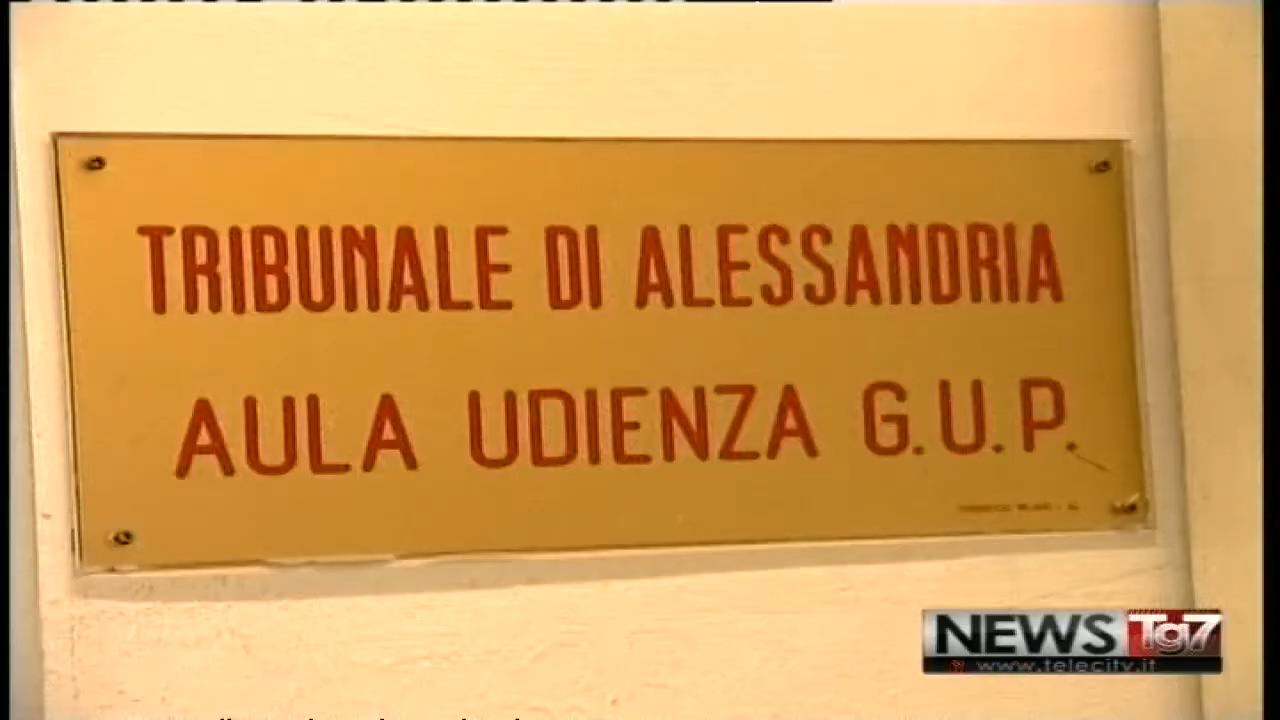 TRIBUNALE DI ALESSANDRIA
AULA UDIENZA G.U.P.
NEWS Tg7
www.telecity.it